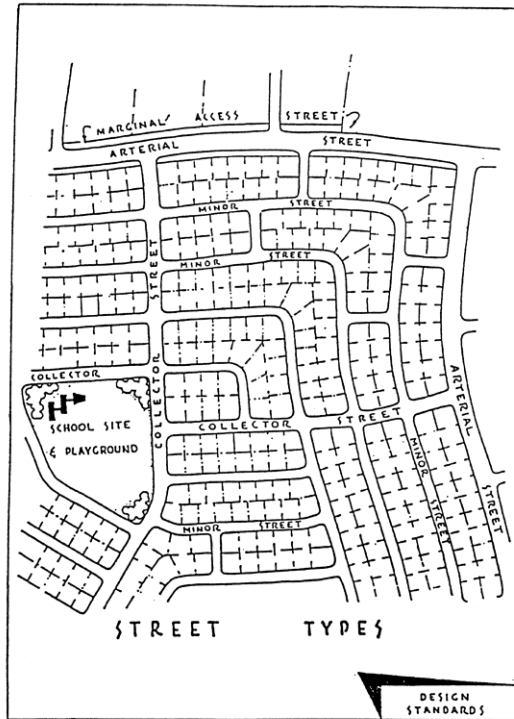 MARGINAL ACCESS STREET
ARTERIAL STREET
MINOR STREET
STREET
MINOR STREET
COLLECTOR
COLLECTOR
SCHOOL SITE
& PLAYGROUND
COLLECTOR STREET
ARTERIAL
STREET
MINOR
STREET
MINOR STREET
STREET TYPES
DESIGN
STANDARDS